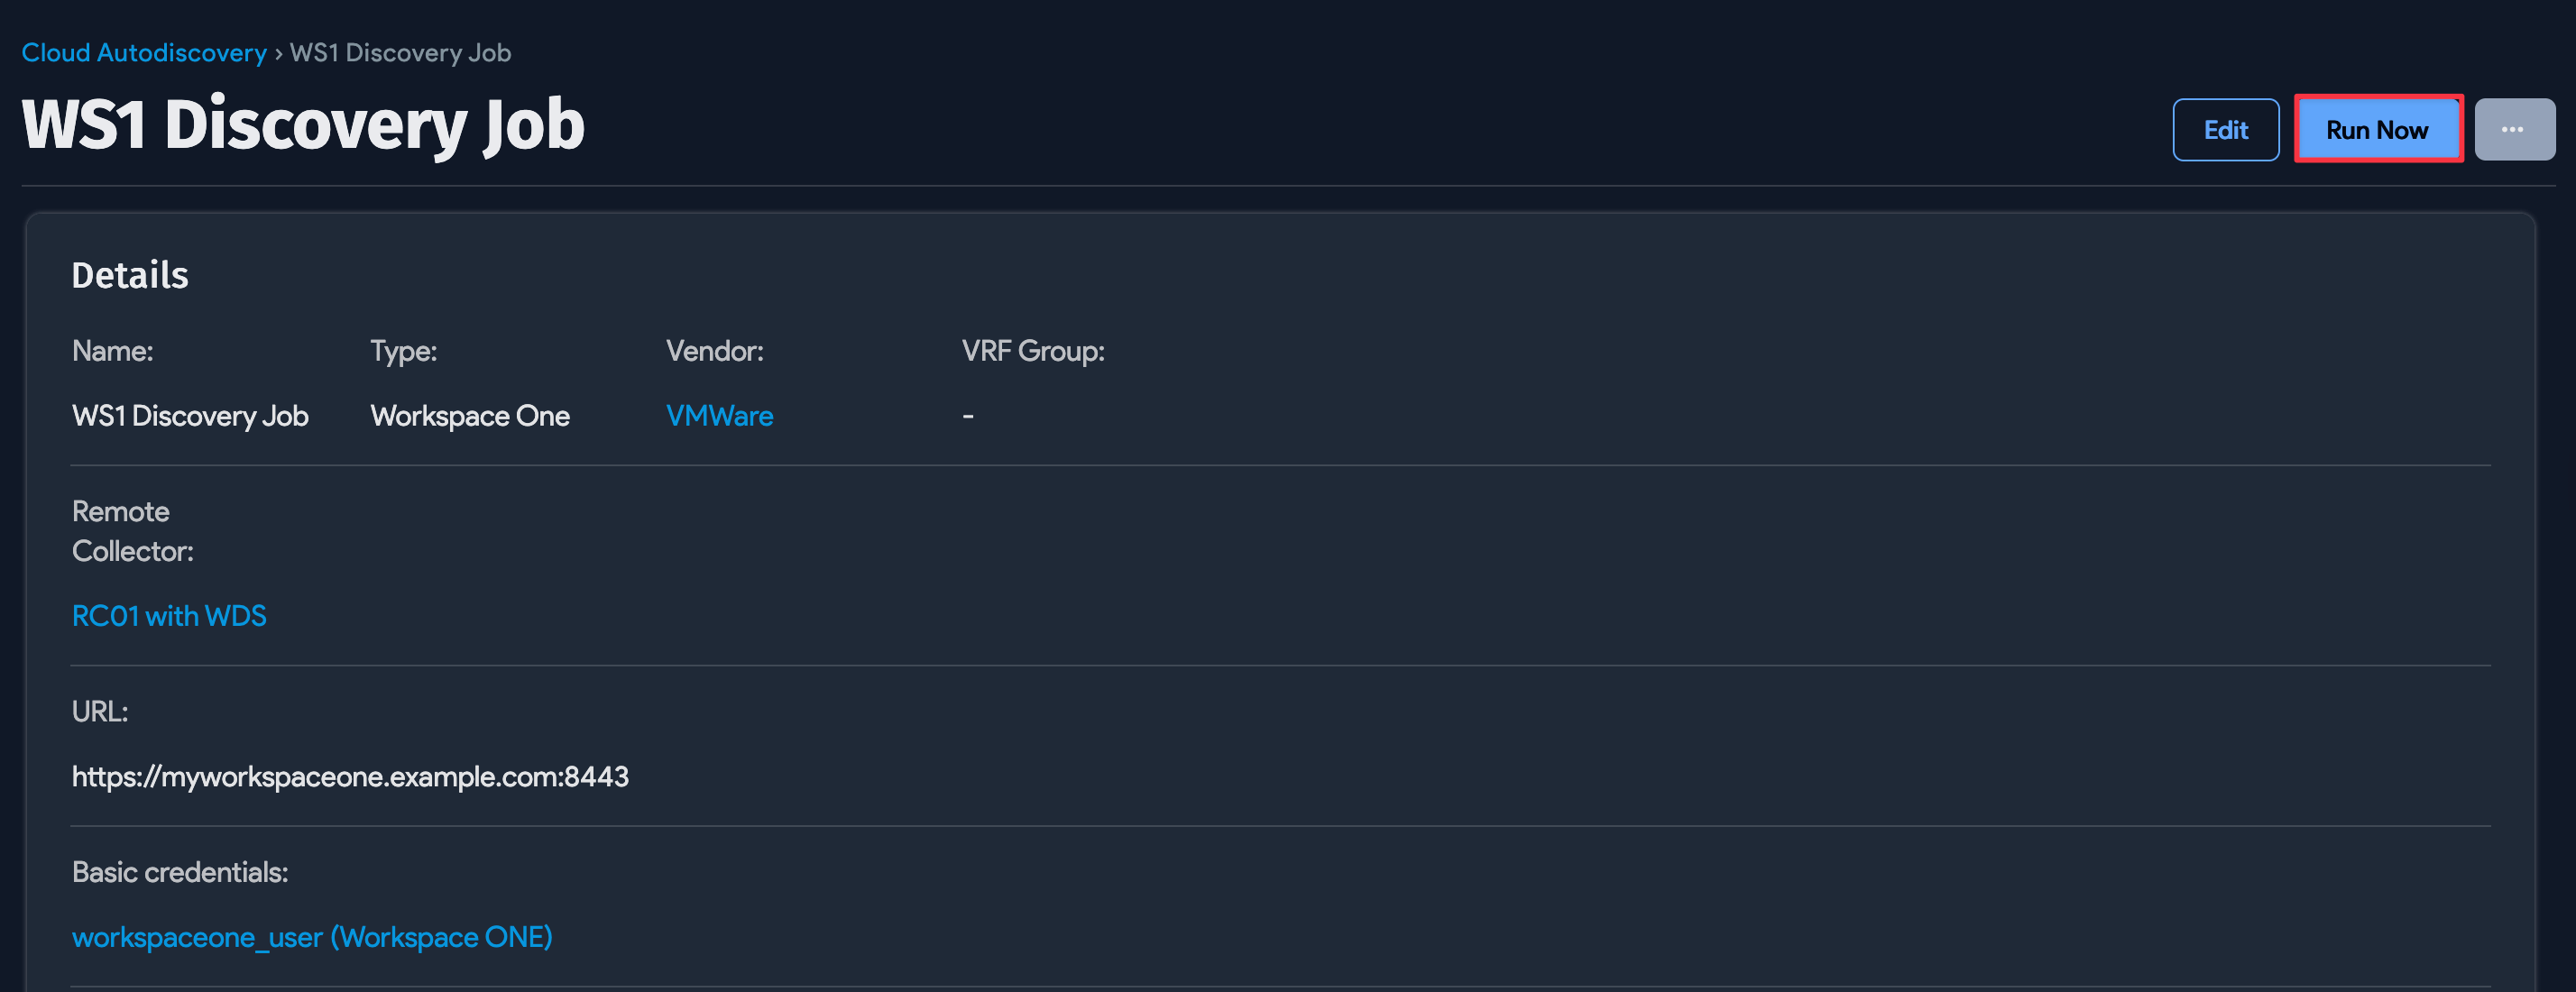 Cloud Autodiscovery › WS1 Discovery Job
WS1 Discovery Job
Edit
Run Now
···
Details
Name:
Type:
Vendor:
VRF Group:
WS1 Discovery Job
Workspace One
VMWare
-
Remote
Collector:
RC01 with WDS
URL:
https://myworkspaceone.example.com:8443
Basic credentials:
workspaceone_user (Workspace ONE)